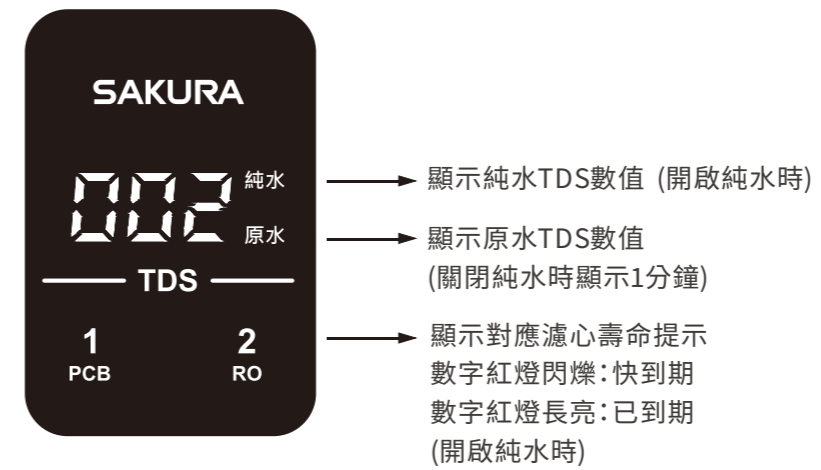 SAKURA
002 純水
原水
TDS
1 2
PCB RO
顯示純水TDS數值 (開啟純水時)
顯示原水TDS數值
(關閉純水時顯示1分鐘)
顯示對應濾心壽命提示
數字紅燈閃爍:快到期
數字紅燈長亮:已到期
(開啟純水時)